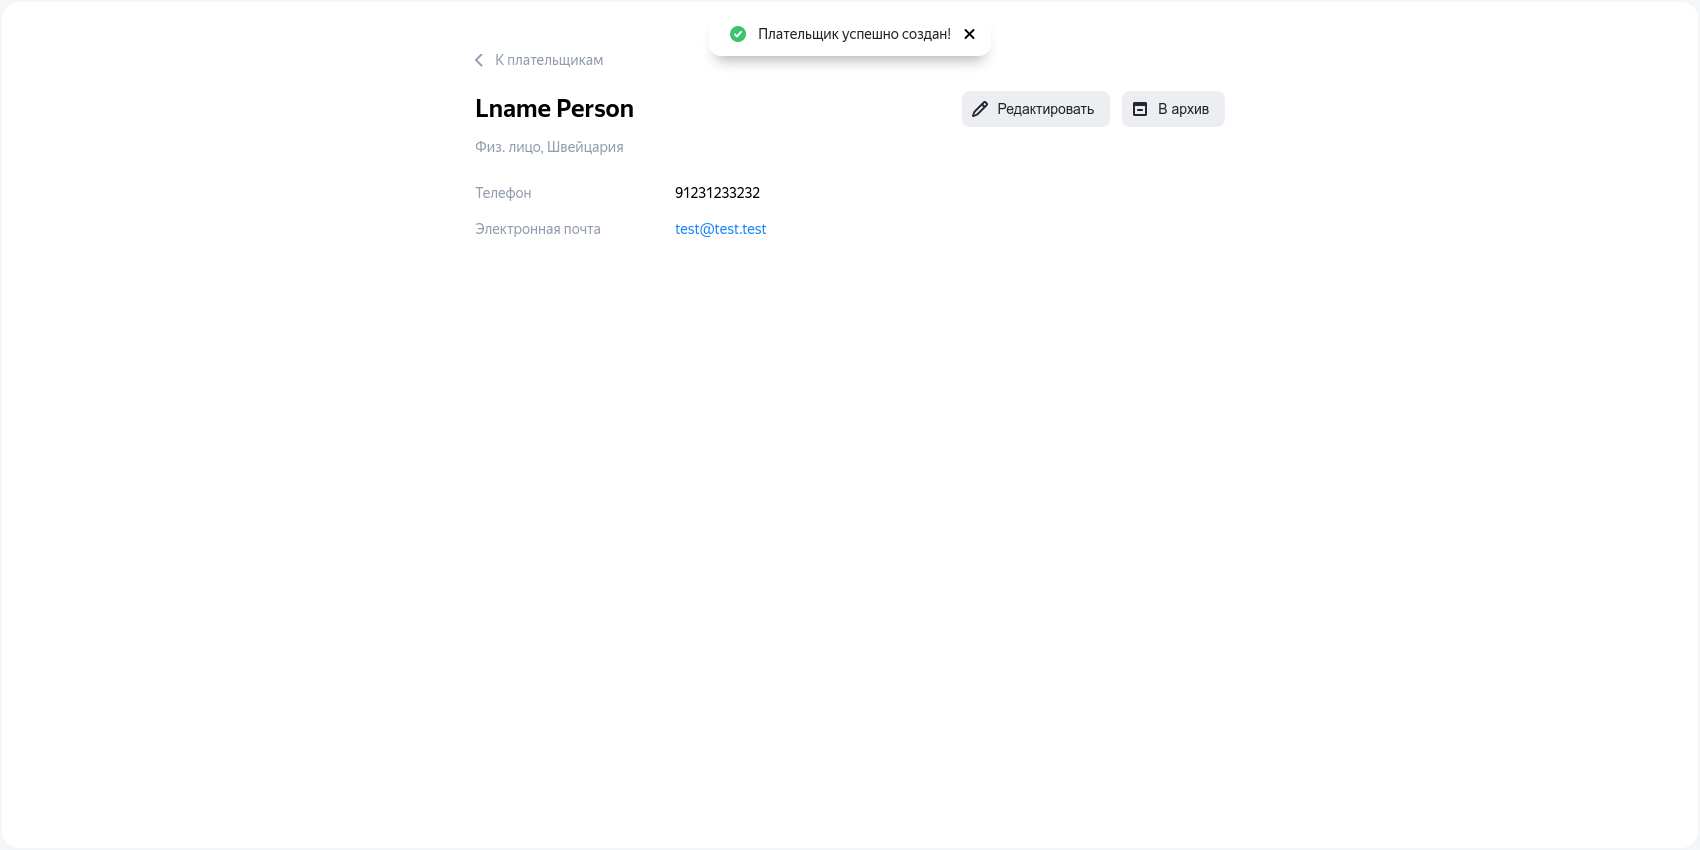 Плательщик успешно создан!
К плательщикам
Lname Person
Редактировать
В архив
Физ. лицо, Швейцария
Телефон 91231233232
Электронная почта test@test.test